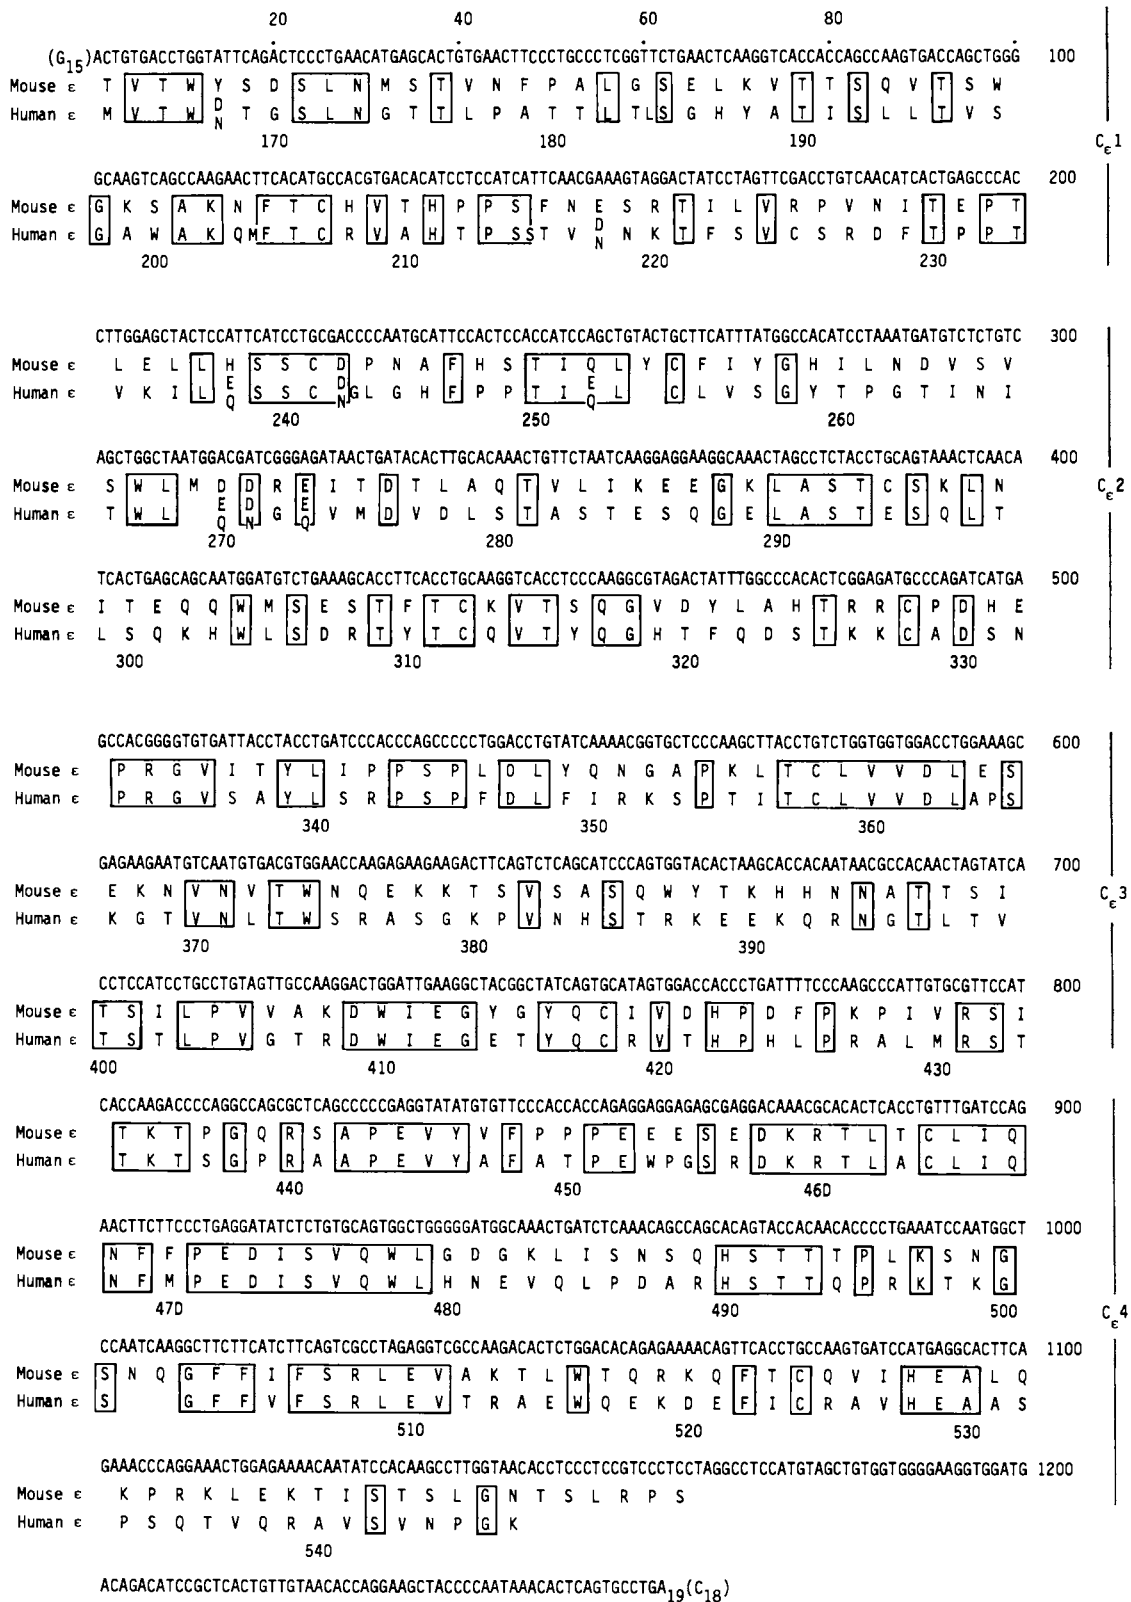 20 40 60 80
(G15)ACTGTGACCTGGTATTCAGACTCCCTGAACATGAGCACTGTGAACTTCCCTGCCCTCGGTTCTGAACTCAAGGTCACCACCAGCCAAGTGACCAGCTGGG 100
Mouse ε T V T W Y S D S L N M S T V N F P A L G S E L K V T T S Q V T S W
Human ε M V T W D N T G S L N G T T L P A T T L T L S G H Y A T I S L L T V S
170 180 190 Cε1
GCAAGTCAGCCAAGAACTTCACATGCCACGTGACACATCCTCCATCATTCAACGAAAGTAGGACTATCCTAGTTCGACCTGTCAACATCACTGAGCCCAC 200
Mouse ε G K S A K N F T C H V T H P P S F N E S R T I L V R P V N I T E P T
Human ε G A W A K Q M F T C R V A H T P S S T V D N N K T F S V C S R D F T P P T
200 210 220 230
CTTGGAGCTACTCCATTCATCCTGCGACCCCAATGCATTCCACTCCACCATCCAGCTGTACTGCTTCATTTATGGCCACATCCTAAATGATGTCTCTGTC 300
Mouse ε L E L L H S S C D P N A F H S T I Q L Y C F I Y G H I L N D V S V
Human ε V K I L E Q S S C D N G L G H F P P T I E Q L C L V S G Y T P G T I N I
240 250 260
AGCTGGCTAATGGACGATCGGGAGATAACTGATACACTTGCACAAACTGTTCTAATCAAGGAGGAAGGCAAACTAGCCTCTACCTGCAGTAAACTCAACA 400
Mouse ε S W L M D D R E I T D T L A Q T V L I K E E G K L A S T C S K L N Cε2
Human ε T W L E Q D N G E Q V M D V D L S T A S T E S Q G E L A S T E S Q L T
270 280 290
TCACTGAGCAGCAATGGATGTCTGAAAGCACCTTCACCTGCAAGGTCACCTCCCAAGGCGTAGACTATTTGGCCCACACTCGGAGATGCCCAGATCATGA 500
Mouse ε I T E Q Q W M S E S T F T C K V T S Q G V D Y L A H T R R C P D H E
Human ε L S Q K H W L S D R T Y T C Q V T Y Q G H T F Q D S T K K C A D S N
300 310 320 330
GCCACGGGGTGTGATTACCTACCTGATCCCACCCAGCCCCCTGGACCTGTATCAAAACGGTGCTCCCAAGCTTACCTGTCTGGTGGTGGACCTGGAAAGC 600
Mouse ε P R G V I T Y L I P P S P L D L Y Q N G A P K L T C L V V D L E S
Human ε P R G V S A Y L S R P S P F D L F I R K S P T I T C L V V D L A P S
340 350 360
GAGAAGAATGTCAATGTGACGTGGAACCAAGAGAAGAAGACTTCAGTCTCAGCATCCCAGTGGTACACTAAGCACCACAATAACGCCACAACTAGTATCA 700
Mouse ε E K N V N V T W N Q E K K T S V S A S Q W Y T K H H N N A T T S I Cε3
Human ε K G T V N L T W S R A S G K P V N H S T R K E E K Q R N G T L T V
370 380 390
CCTCCATCCTGCCTGTAGTTGCCAAGGACTGGATTGAAGGCTACGGCTATCAGTGCATAGTGGACCACCCTGATTTTCCCAAGCCCATTGTGCGTTCCAT 800
Mouse ε T S I L P V V A K D W I E G Y G Y Q C I V D H P D F P K P I V R S I
Human ε T S T L P V G T R D W I E G E T Y Q C R V T H P H L P R A L M R S T
400 410 420 430
CACCAAGACCCCAGGCCAGCGCTCAGCCCCCGAGGTATATGTGTTCCCACCACCAGAGGAGGAGAGCGAGGACAAACGCACACTCACCTGTTTGATCCAG 900
Mouse ε T K T P G Q R S A P E V Y V F P P P E E E S E D K R T L T C L I Q
Human ε T K T S G P R A A P E V Y A F A T P E W P G S R D K R T L A C L I Q
440 450 460
AACTTCTTCCCTGAGGATATCTCTGTGCAGTGGCTGGGGGATGGCAAACTGATCTCAAACAGCCAGCACAGTACCACAACACCCCTGAAATCCAATGGCT 1000
Mouse ε N F F P E D I S V Q W L G D G K L I S N S Q H S T T T P L K S N G
Human ε N F M P E D I S V Q W L H N E V Q L P D A R H S T T Q P R K T K G
470 480 490 500 Cε4
CCAATCAAGGCTTCTTCATCTTCAGTCGCCTAGAGGTCGCCAAGACACTCTGGACACAGAGAAAACAGTTCACCTGCCAAGTGATCCATGAGGCACTTCA 1100
Mouse ε S N Q G F F I F S R L E V A K T L W T Q R K Q F T C Q V I H E A L Q
Human ε S G F F V F S R L E V T R A E W Q E K D E F I C R A V H E A A S
510 520 530
GAAACCCAGGAAACTGGAGAAAACAATATCCACAAGCCTTGGTAACACCTCCCTCCGTCCCTCCTAGGCCTCCATGTAGCTGTGGTGGGGAAGGTGGATG 1200
Mouse ε K P R K L E K T I S T S L G N T S L R P S
Human ε P S Q T V Q R A V S V N P G K
540
ACAGACATCCGCTCACTGTTGTAACACCAGGAAGCTACCCCAATAAACACTCAGTGCCTGA19(C18)